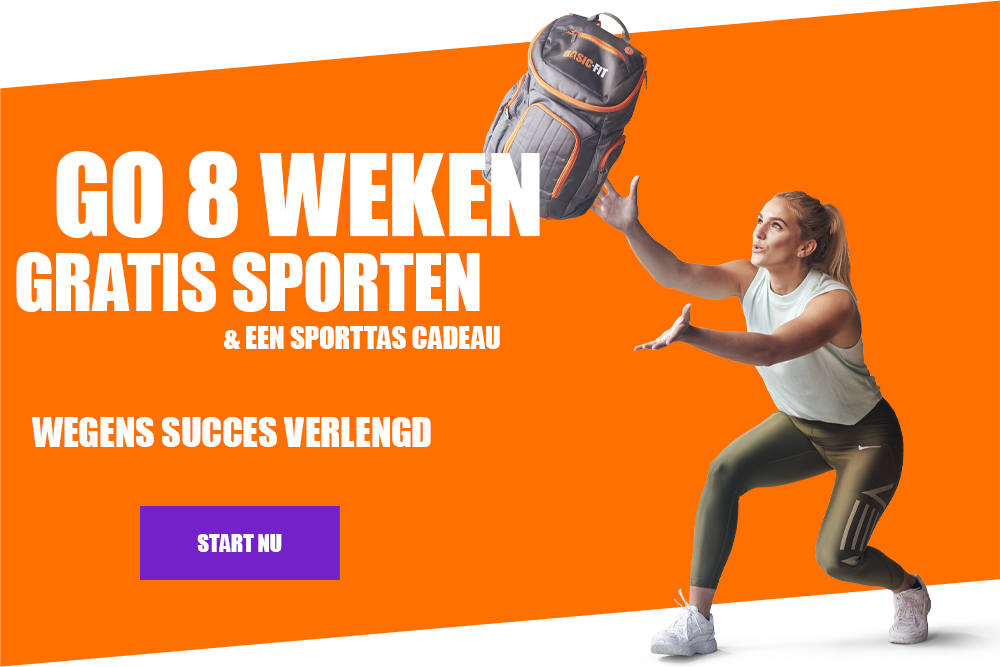 BASIC-FIT
GO 8 WEKEN
GRATIS SPORTEN
& EEN SPORTTAS CADEAU
WEGENS SUCCES VERLENGD
START NU